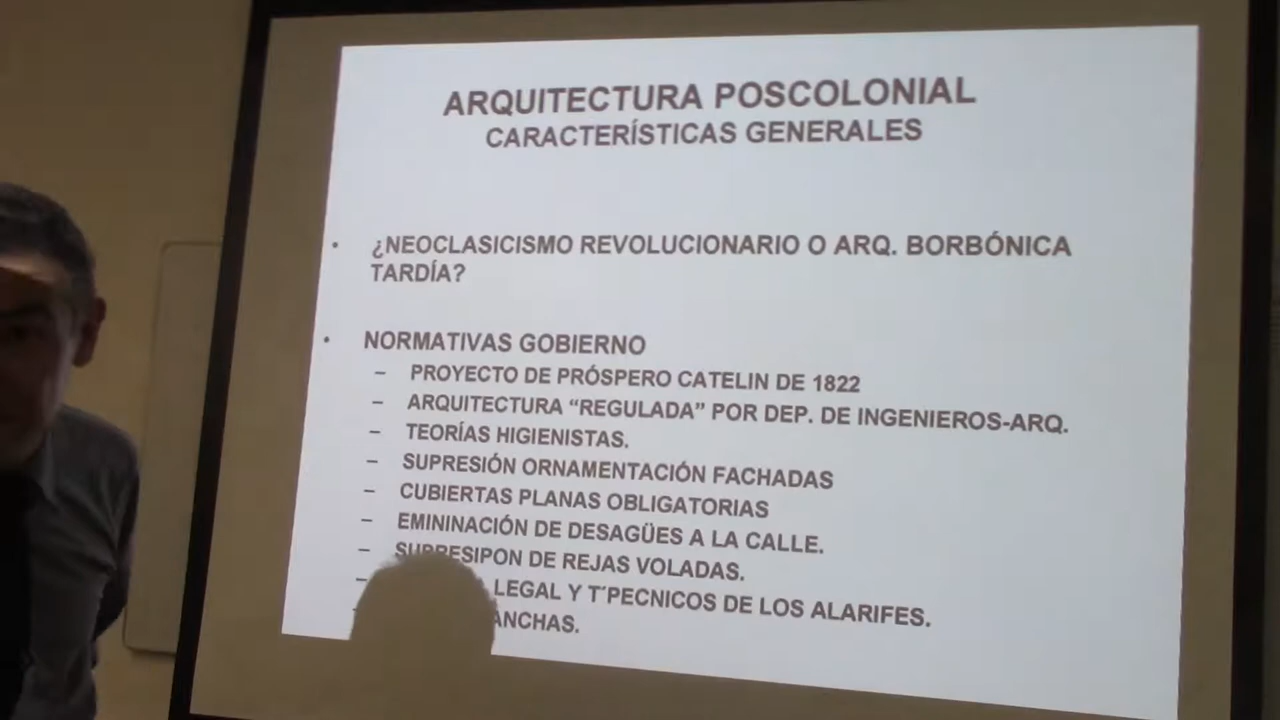 ARQUITECTURA POSCOLONIAL
CARACTERÍSTICAS GENERALES
• ¿NEOCLASICISMO REVOLUCIONARIO O ARQ. BORBÓNICA
TARDÍA?
• NORMATIVAS GOBIERNO
– PROYECTO DE PRÓSPERO CATELIN DE 1822
– ARQUITECTURA “REGULADA” POR DEP. DE INGENIEROS-ARQ.
– TEORÍAS HIGIENISTAS.
– SUPRESIÓN ORNAMENTACIÓN FACHADAS
– CUBIERTAS PLANAS OBLIGATORIAS
– EMININACIÓN DE DESAGÜES A LA CALLE.
– SUPRESIPON DE REJAS VOLADAS.
– LEGAL Y T´PECNICOS DE LOS ALARIFES.